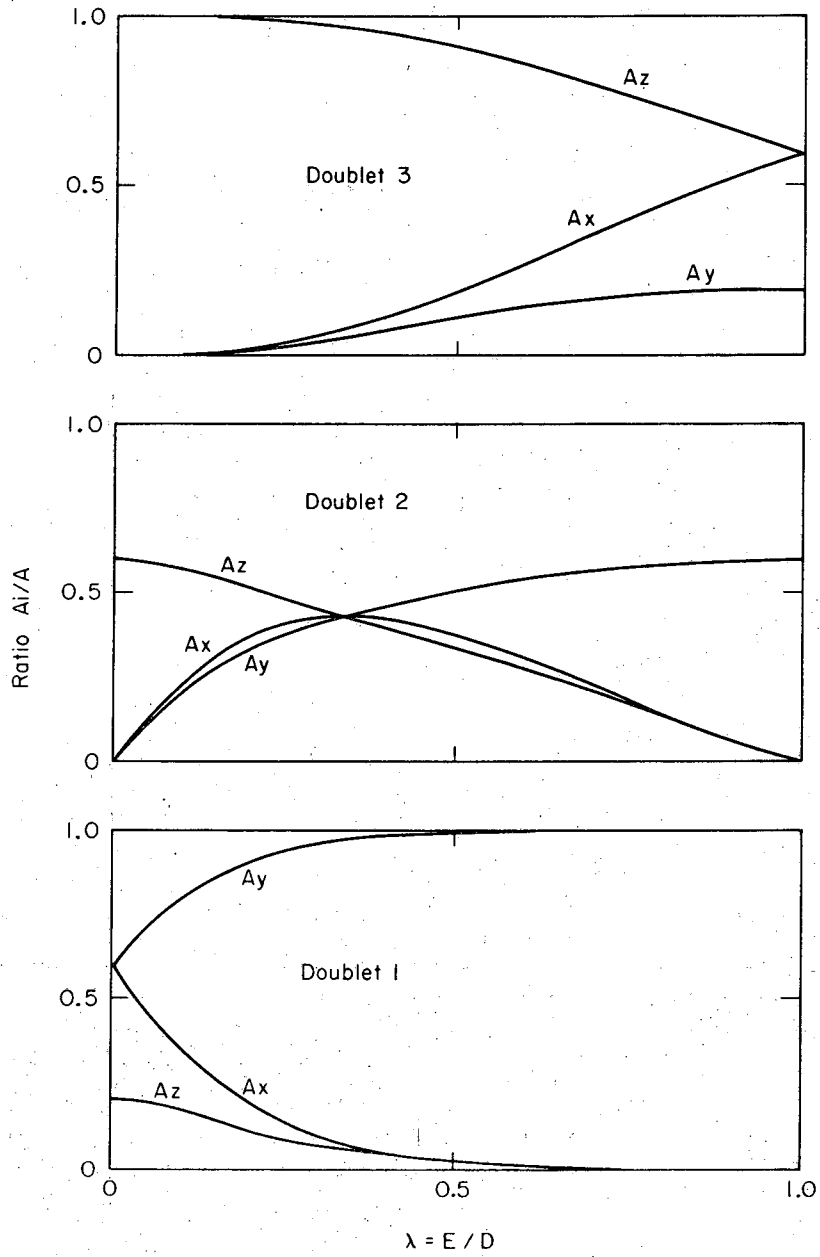 1.0
Az
Doublet 3
0.5
Ax
Ay
0
1.0
Doublet 2
Az
0.5
Ax
Ay
0
Ratio Ai/A
1.0
Ay
Doublet 1
0.5
Az
Ax
0
0
0.5
1.0
λ = E / D